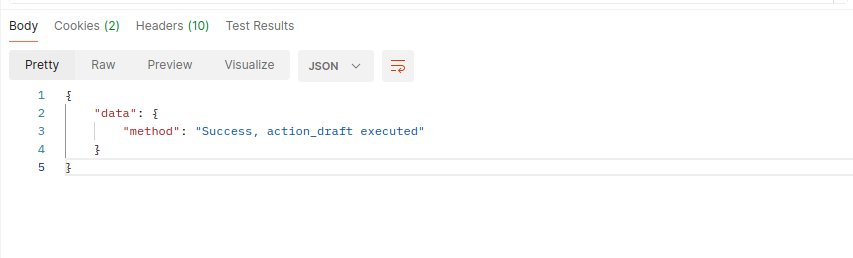 Body Cookies (2) Headers (10) Test Results
Pretty Raw Preview Visualize JSON
1 {
2 "data": {
3 "method": "Success, action_draft executed"
4 }
5 }